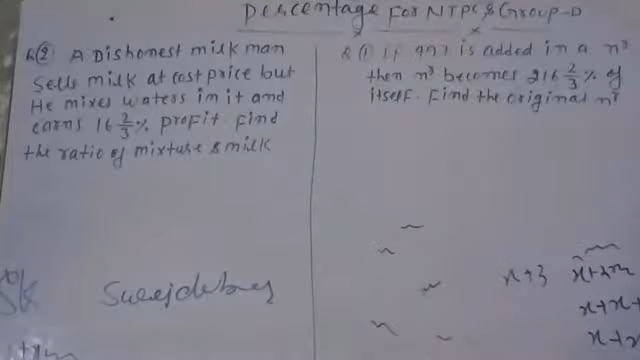 Percentage For NTPC & Group-D
Q② A Dishonest milk man
sells milk at cost price but
He mixes waters in it and
earns 16 2/3 % profit. Find
the ratio of mixture & milk
Q① If is added in a nº
then nº becomes 216 2/3 % of
itself. Find the original nº
x+3
x+x+
x+x